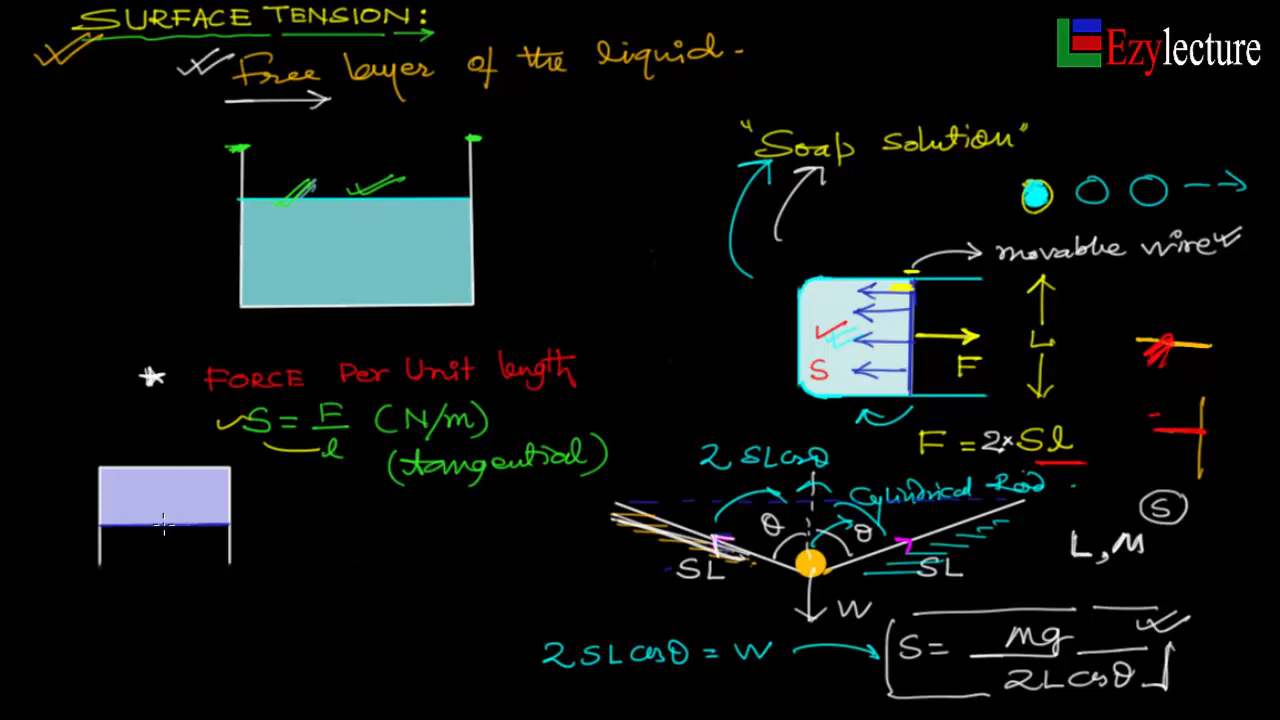 SURFACE TENSION:
Ezylecture
Free layer of the liquid.
"Soap solution"
movable wire
S
F
L
FORCE Per Unit length
S = F/l (N/m)
(tangential)
F = 2×Sl
2SLcosθ
Cylindrical Rod.
θ
θ
SL
SL
S
L, M
W
2SLcosθ = W
S = mg/2Lcosθ